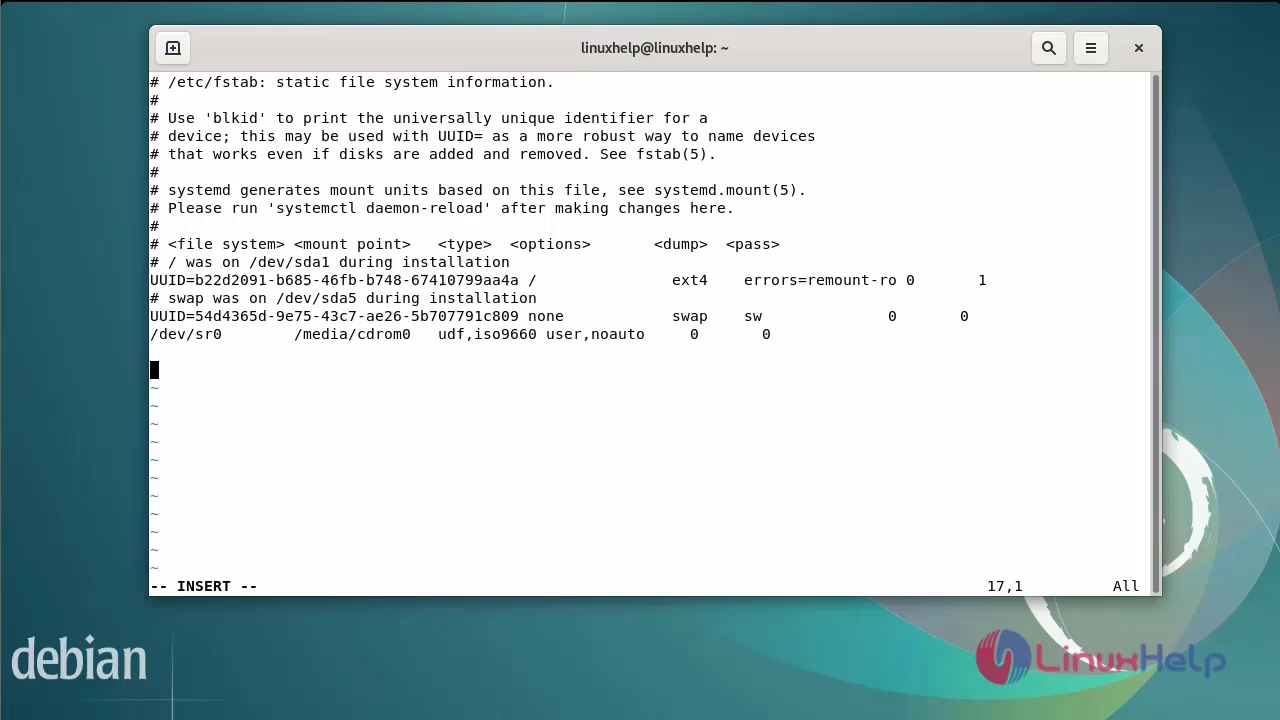 linuxhelp@linuxhelp: ~
# /etc/fstab: static file system information.
#
# Use 'blkid' to print the universally unique identifier for a
# device; this may be used with UUID= as a more robust way to name devices
# that works even if disks are added and removed. See fstab(5).
#
# systemd generates mount units based on this file, see systemd.mount(5).
# Please run 'systemctl daemon-reload' after making changes here.
#
# <file system> <mount point>   <type>  <options>       <dump>  <pass>
# / was on /dev/sda1 during installation
UUID=b22d2091-b685-46fb-b748-67410799aa4a /               ext4    errors=remount-ro 0       1
# swap was on /dev/sda5 during installation
UUID=54d4365d-9e75-43c7-ae26-5b707791c809 none            swap    sw              0       0
/dev/sr0        /media/cdrom0   udf,iso9660 user,noauto     0       0
~
~
~
~
~
~
~
~
~
~
~
-- INSERT --                                                                 17,1          All
debian
LinuxHelp